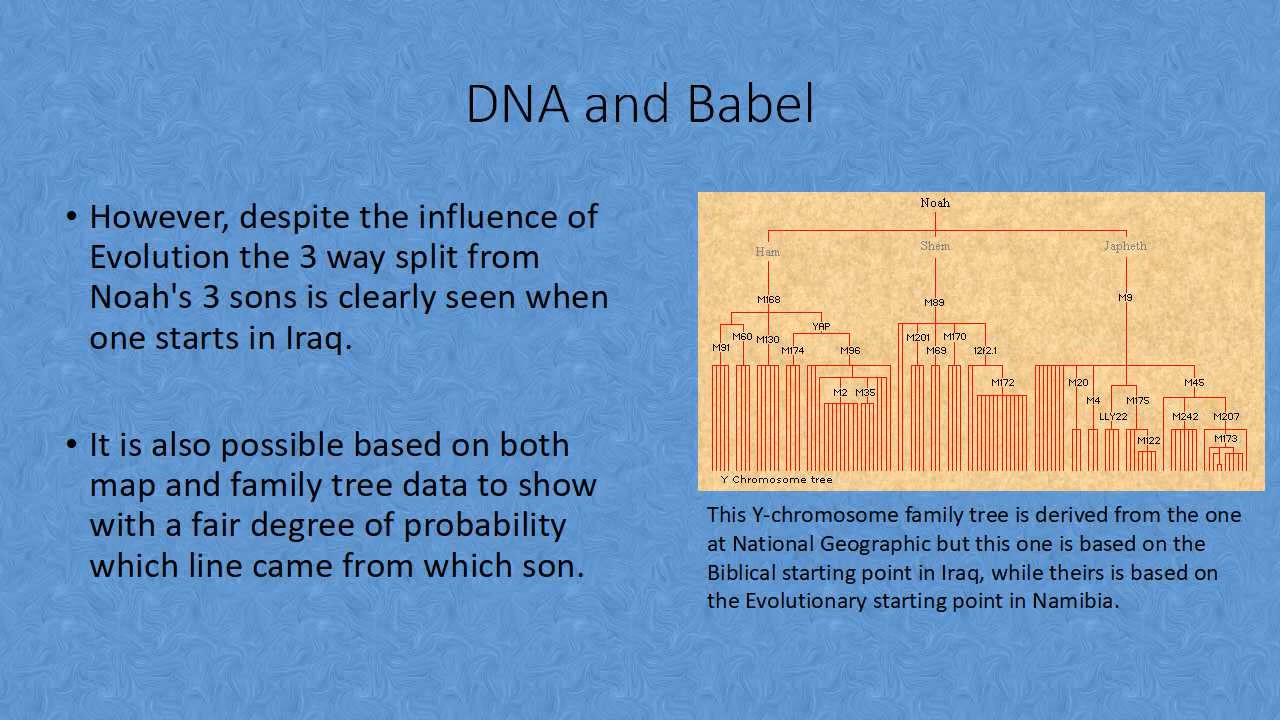 DNA and Babel
• However, despite the influence of
Evolution the 3 way split from
Noah's 3 sons is clearly seen when
one starts in Iraq.
• It is also possible based on both
map and family tree data to show
with a fair degree of probability
which line came from which son.
Noah
Ham Shem Japheth
M168 M89 M9
YAP
M91 M60 M130 M174 M96
M201 M170
M69 12f2.1
M2 M35
M172
M20 M45
M4 M175
LLY22 M242 M207
M122 M173
Y Chromosome tree
This Y-chromosome family tree is derived from the one
at National Geographic but this one is based on the
Biblical starting point in Iraq, while theirs is based on
the Evolutionary starting point in Namibia.